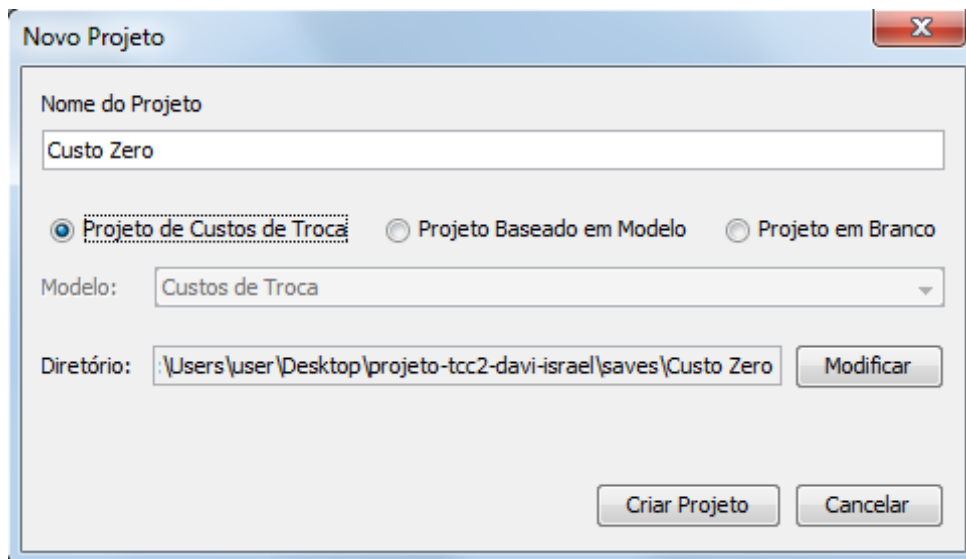 Novo Projeto
Nome do Projeto
Custo Zero
Projeto de Custos de Troca Projeto Baseado em Modelo Projeto em Branco
Modelo: Custos de Troca
Diretório: :\Users\user\Desktop\projeto-tcc2-davi-israel\saves\Custo Zero Modificar
Criar Projeto Cancelar